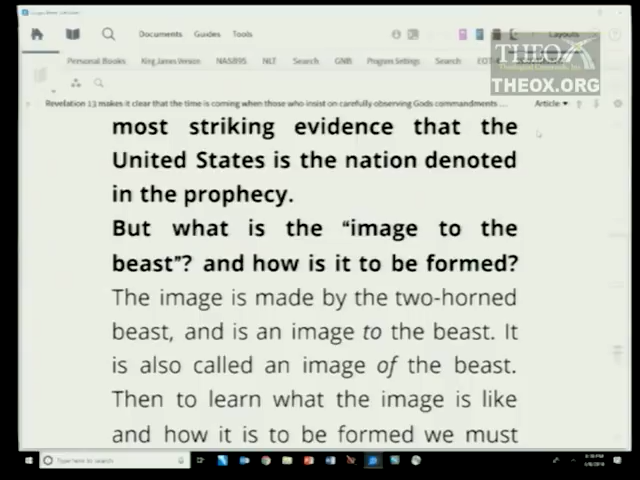 Documents Guides Tools
Layouts
THEOX
THEOX.ORG
Personal Books King James Version NASB95 NLT Search GNB Program Settings Search
Revelation 13 makes it clear that the time is coming when those who insist on carefully observing Gods commandments ...
Article
most striking evidence that the
United States is the nation denoted
in the prophecy.
But what is the “image to the
beast”? and how is it to be formed?
The image is made by the two-horned
beast, and is an image to the beast. It
is also called an image of the beast.
Then to learn what the image is like
and how it is to be formed we must
Type here to search